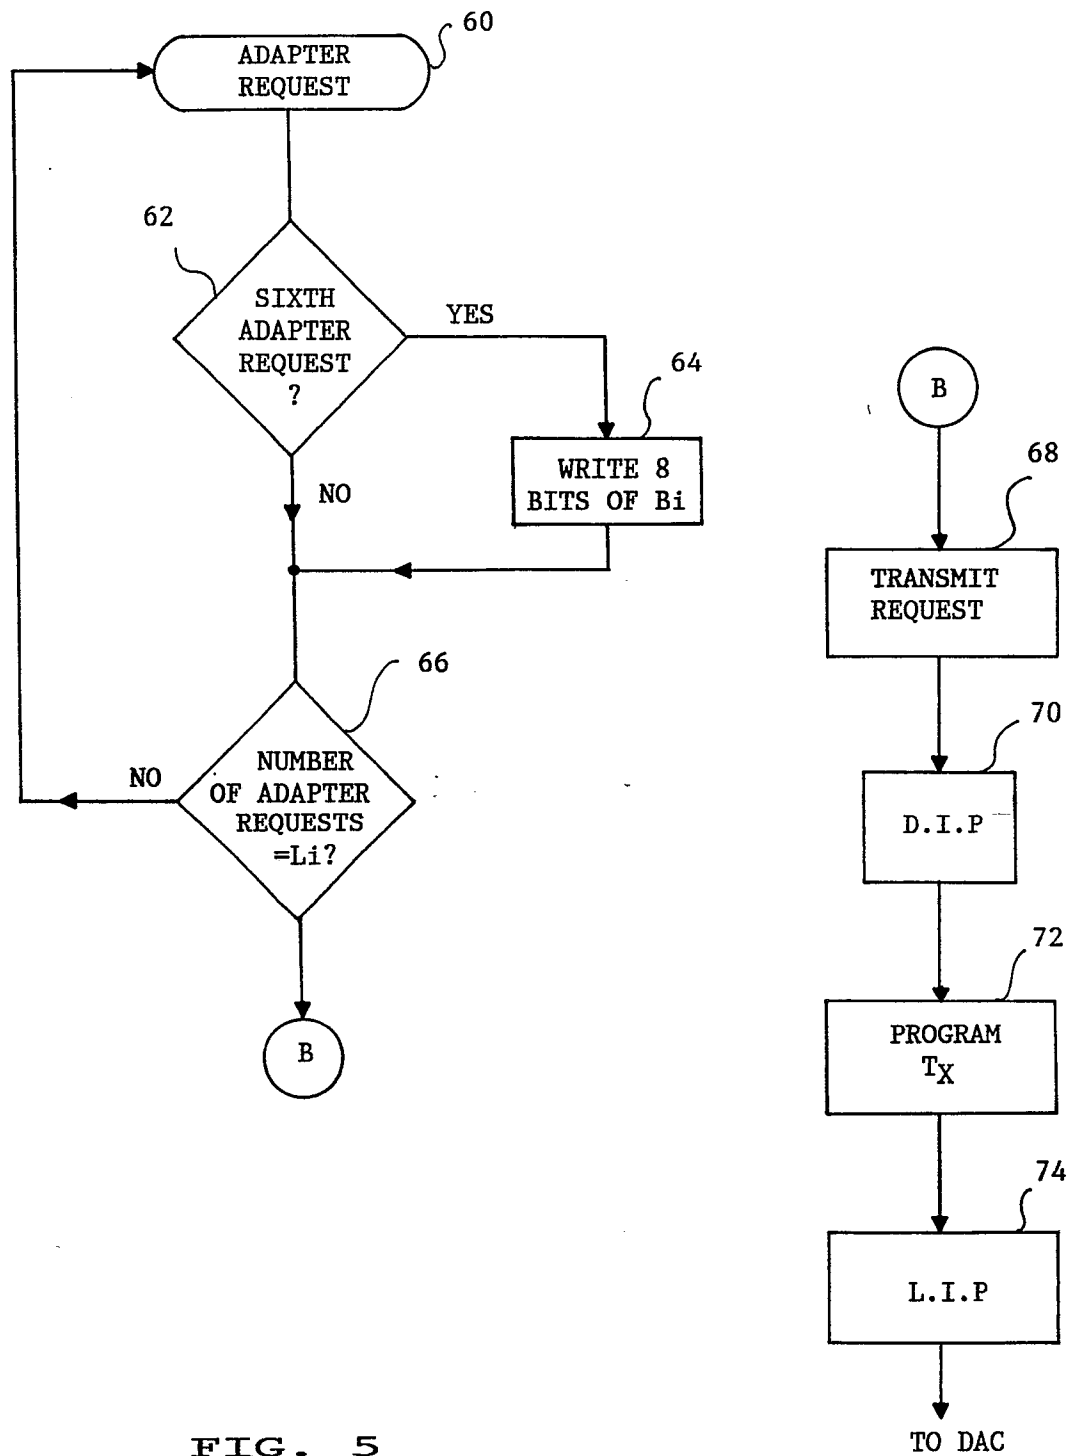 60
ADAPTER
REQUEST
62
SIXTH
ADAPTER
REQUEST
?
YES
NO
64
WRITE 8
BITS OF Bi
66
NUMBER
OF ADAPTER
REQUESTS
=Li?
NO
B
B
68
TRANSMIT
REQUEST
70
D.I.P
72
PROGRAM
TX
74
L.I.P
TO DAC
FIG. 5